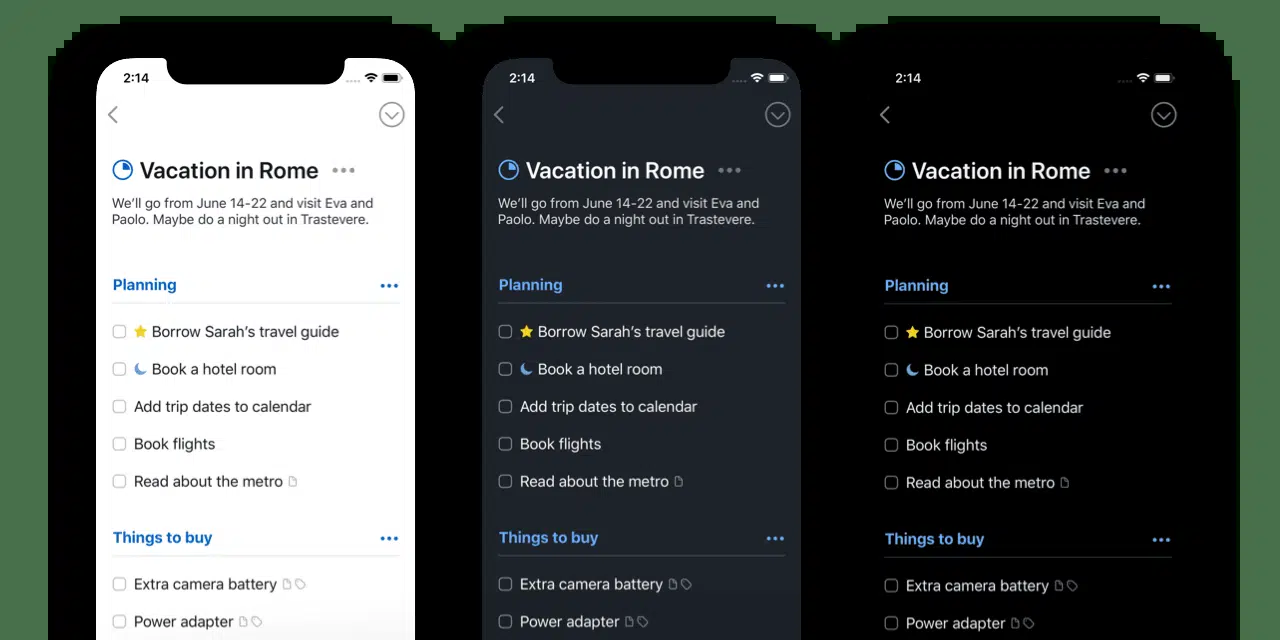 2:14
Vacation in Rome
We’ll go from June 14-22 and visit Eva and
Paolo. Maybe do a night out in Trastevere.
Planning
Borrow Sarah’s travel guide
Book a hotel room
Add trip dates to calendar
Book flights
Read about the metro
Things to buy
Extra camera battery
Power adapter
2:14
Vacation in Rome
We’ll go from June 14-22 and visit Eva and
Paolo. Maybe do a night out in Trastevere.
Planning
Borrow Sarah’s travel guide
Book a hotel room
Add trip dates to calendar
Book flights
Read about the metro
Things to buy
Extra camera battery
Power adapter
2:14
Vacation in Rome
We’ll go from June 14-22 and visit Eva and
Paolo. Maybe do a night out in Trastevere.
Planning
Borrow Sarah’s travel guide
Book a hotel room
Add trip dates to calendar
Book flights
Read about the metro
Things to buy
Extra camera battery
Power adapter